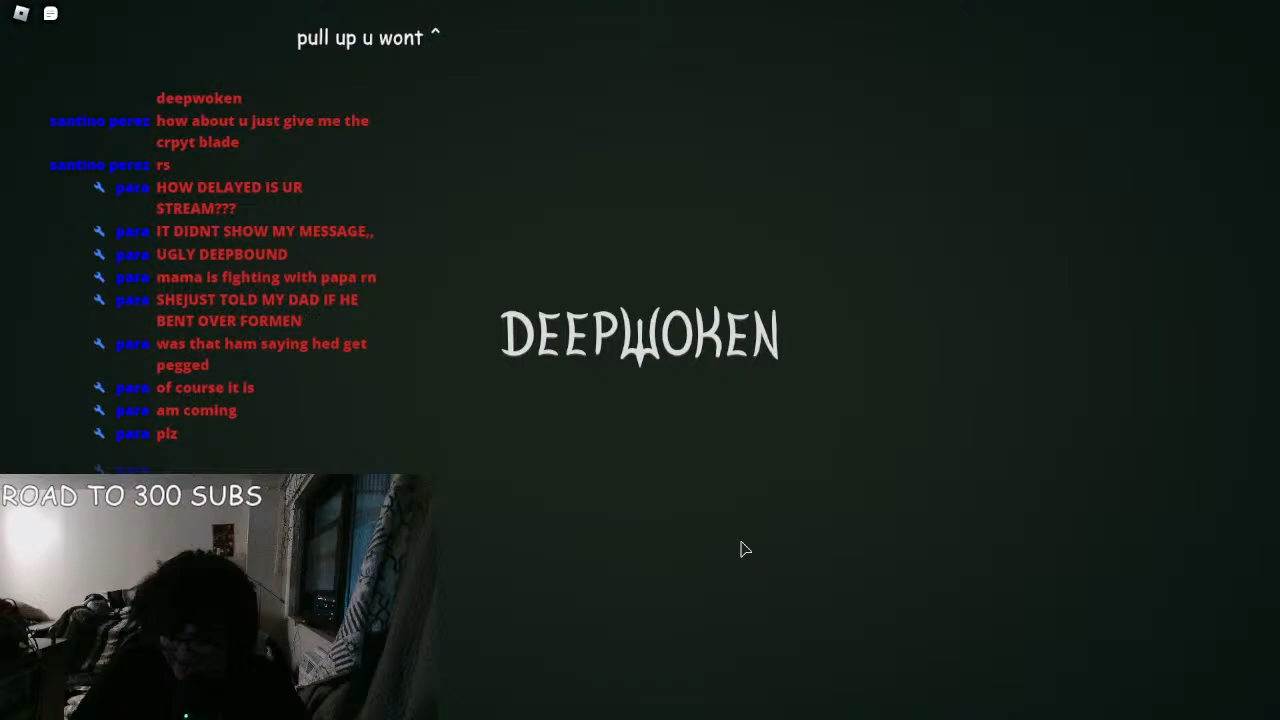 pull up u wont ^
deepwoken
santino perez how about u just give me the
crpyt blade
santino perez rs
para HOW DELAYED IS UR
STREAM???
para IT DIDNT SHOW MY MESSAGE,,
para UGLY DEEPBOUND
para mama is fighting with papa rn
para SHEJUST TOLD MY DAD IF HE
BENT OVER FORMEN
para was that ham saying hed get
pegged
para of course it is
para am coming
para plz
para
DEEPWOKEN
ROAD TO 300 SUBS